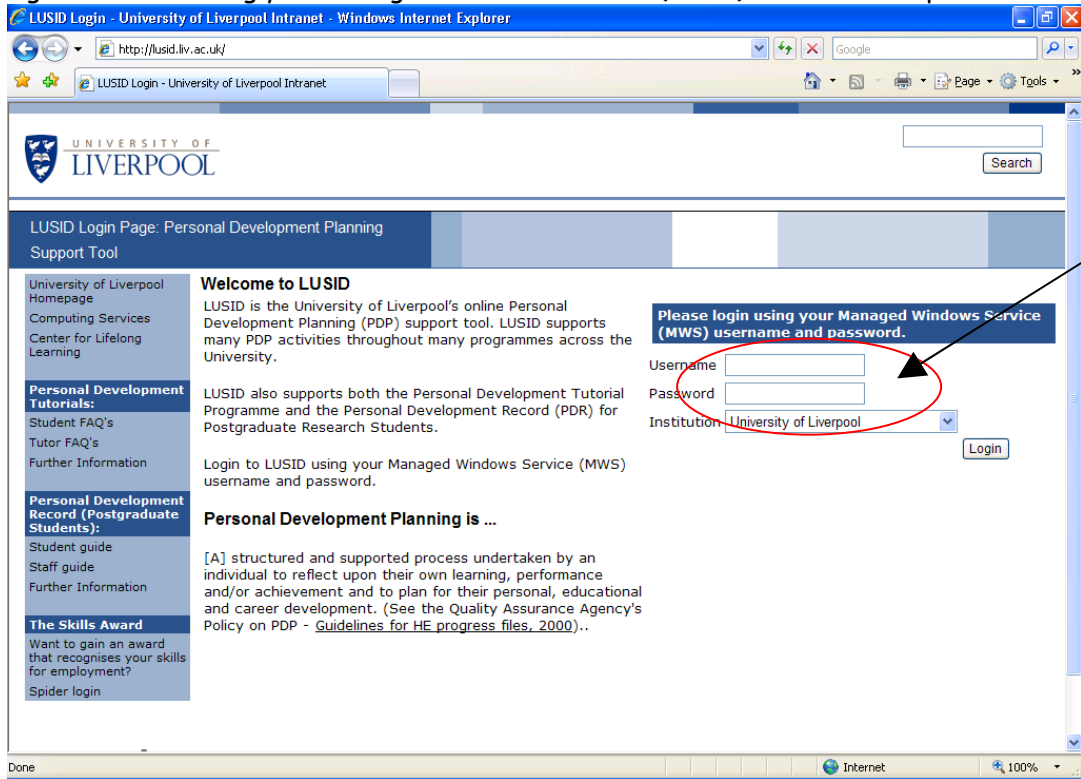 LUSID Login - University of Liverpool Intranet - Windows Internet Explorer
http://lusid.liv.ac.uk/
Google
LUSID Login - University of Liverpool Intranet
Page
Tools
»
UNIVERSITY OF
LIVERPOOL
Search
LUSID Login Page: Personal Development Planning
Support Tool
University of Liverpool
Homepage
Computing Services
Center for Lifelong
Learning
Personal Development
Tutorials:
Student FAQ's
Tutor FAQ's
Further Information
Personal Development
Record (Postgraduate
Students):
Student guide
Staff guide
Further Information
The Skills Award
Want to gain an award
that recognises your skills
for employment?
Spider login
Welcome to LUSID
LUSID is the University of Liverpool's online Personal
Development Planning (PDP) support tool. LUSID supports
many PDP activities throughout many programmes across the
University.
LUSID also supports both the Personal Development Tutorial
Programme and the Personal Development Record (PDR) for
Postgraduate Research Students.
Login to LUSID using your Managed Windows Service (MWS)
username and password.
Personal Development Planning is ...
[A] structured and supported process undertaken by an
individual to reflect upon their own learning, performance
and/or achievement and to plan for their personal, educational
and career development. (See the Quality Assurance Agency's
Policy on PDP - Guidelines for HE progress files, 2000)..
Please login using your Managed Windows Service
(MWS) username and password.
Username
Password
Institution University of Liverpool
Login
Done
Internet
100%